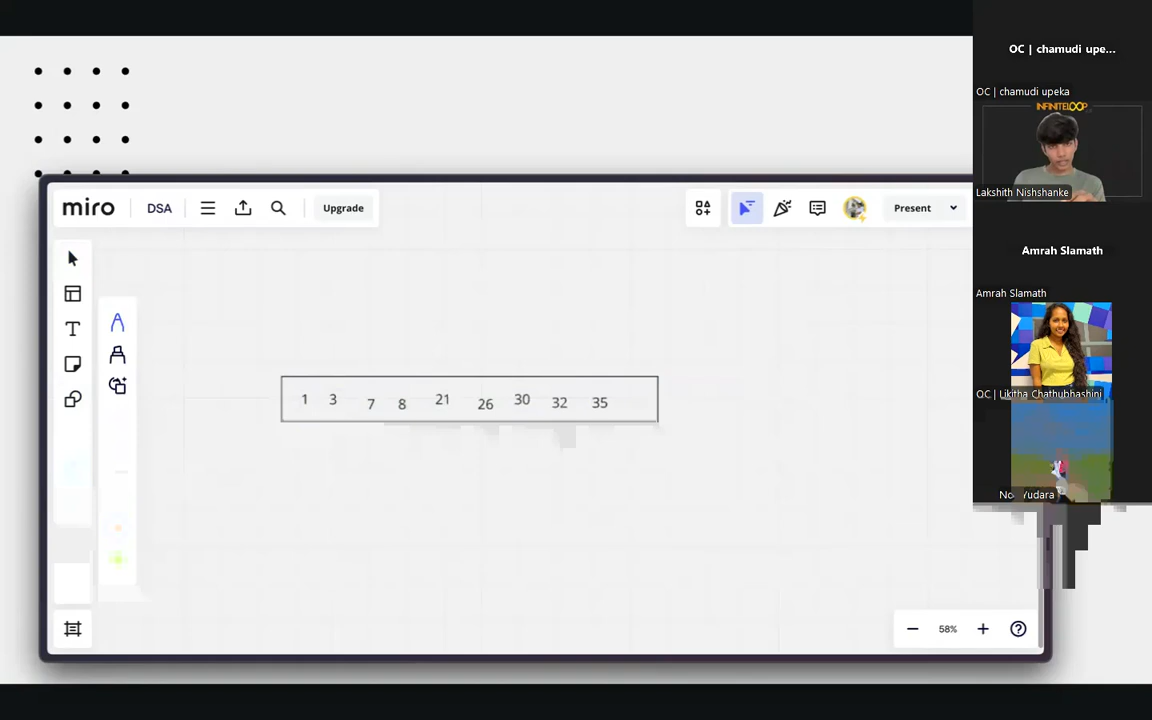 OC | chamudi upe...
OC | chamudi upeka
INFINITELOOP
Lakshith Nishshanke
miro
DSA
Upgrade
Present
Amrah Slamath
Amrah Slamath
1 3 7 8 21 26 30 32 35
OC | Likitha Chathubhashini
Yudara
58%